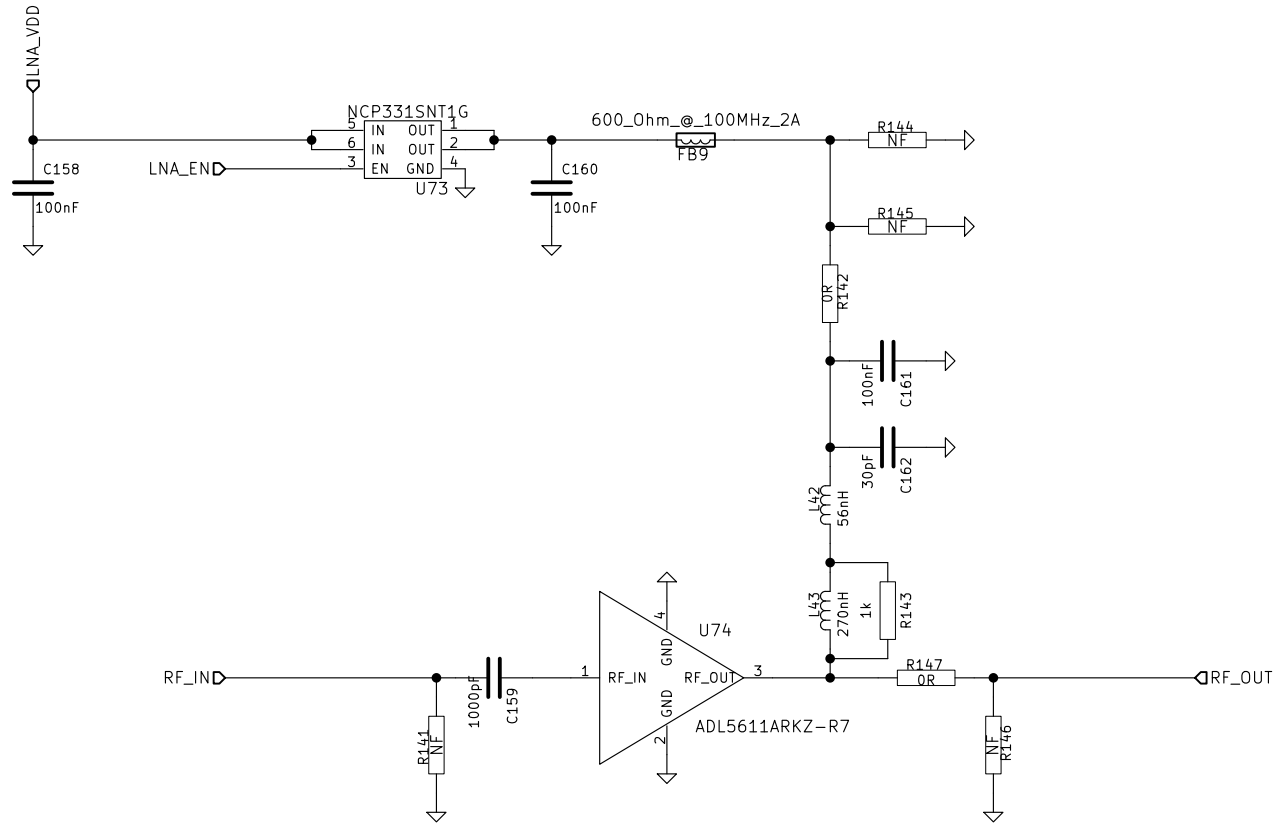 LNA_VDD
NCP331SNT1G
5 IN OUT 1
6 IN OUT 2
3 EN GND 4
U73
LNA_EN
C158
100nF
C160
100nF
600_Ohm_@_100MHz_2A
FB9
R144
NF
R145
NF
0R
R142
100nF
C161
30pF
C162
L42
56nH
L43
270nH
1k
R143
U74
4
GND
1
RF_IN
RF_OUT
3
GND
2
ADL5611ARKZ-R7
RF_IN
1000pF
C159
R141
NF
R147
0R
RF_OUT
NF
R146